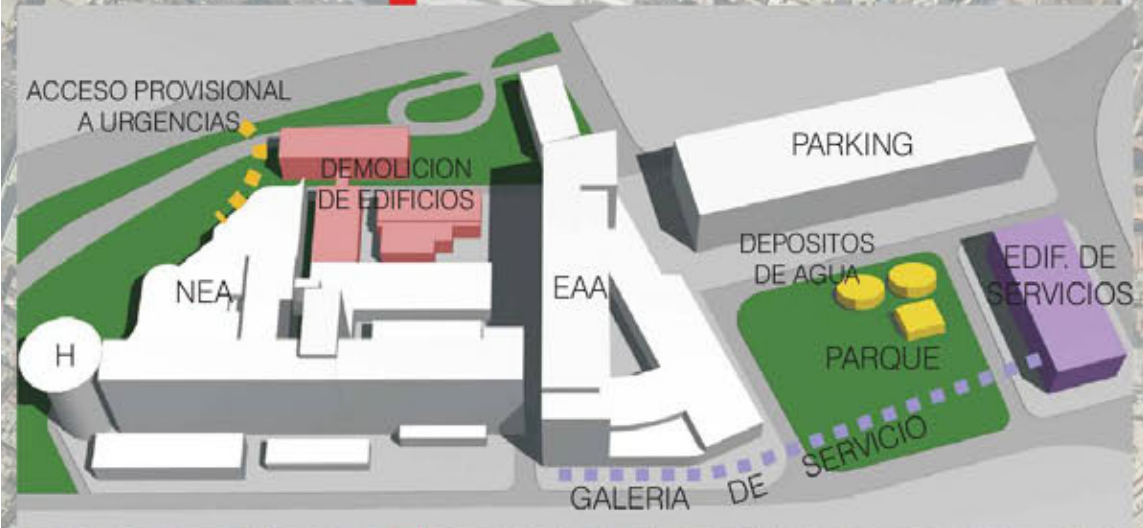 ACCESO PROVISIONAL
A URGENCIAS
DEMOLICION
DE EDIFICIOS
PARKING
DEPOSITOS
DE AGUA
EDIF. DE
SERVICIOS
NEA
EAA
H
PARQUE
GALERIA DE SERVICIO